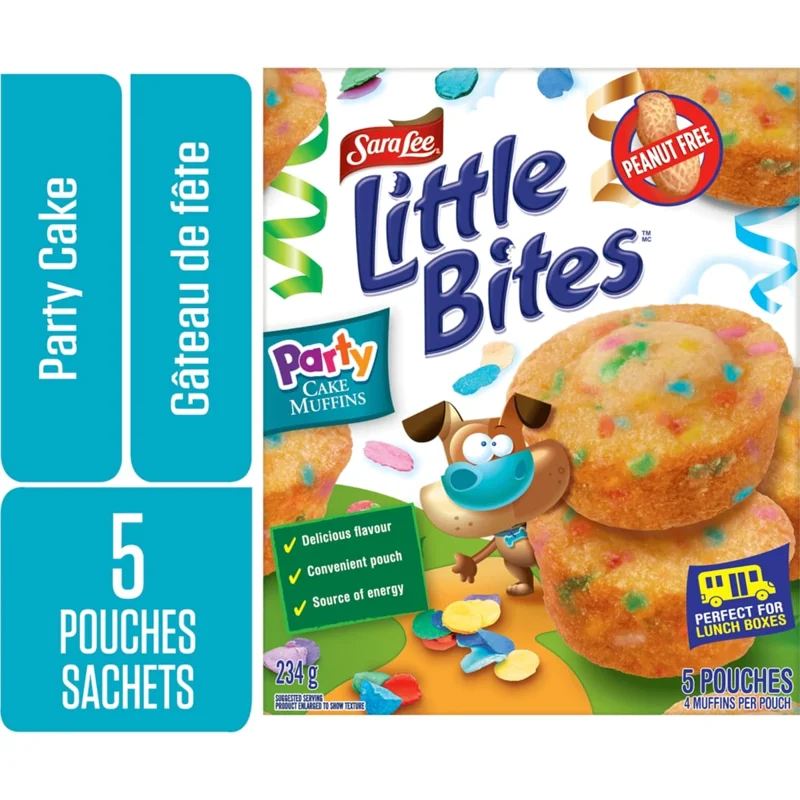 Party Cake
Gâteau de fête
5
POUCHES
SACHETS
Sara Lee
Little
Bites
TM
MC
PEANUT FREE
Party
CAKE
MUFFINS
Delicious flavour
Convenient pouch
Source of energy
PERFECT FOR
LUNCH BOXES
234 g
SUGGESTED SERVING
PRODUCT ENLARGED TO SHOW TEXTURE
5 POUCHES
4 MUFFINS PER POUCH